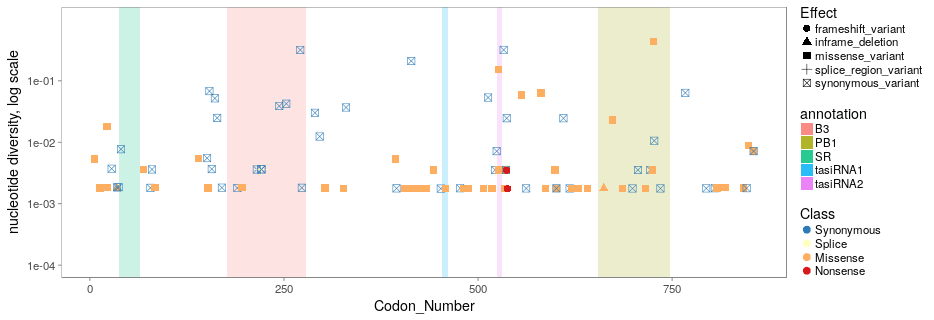 nucleotide diversity, log scale
1e-01
1e-02
1e-03
1e-04
0
250
500
750
Codon_Number
Effect
frameshift_variant
inframe_deletion
missense_variant
splice_region_variant
synonymous_variant
annotation
B3
PB1
SR
tasiRNA1
tasiRNA2
Class
Synonymous
Splice
Missense
Nonsense